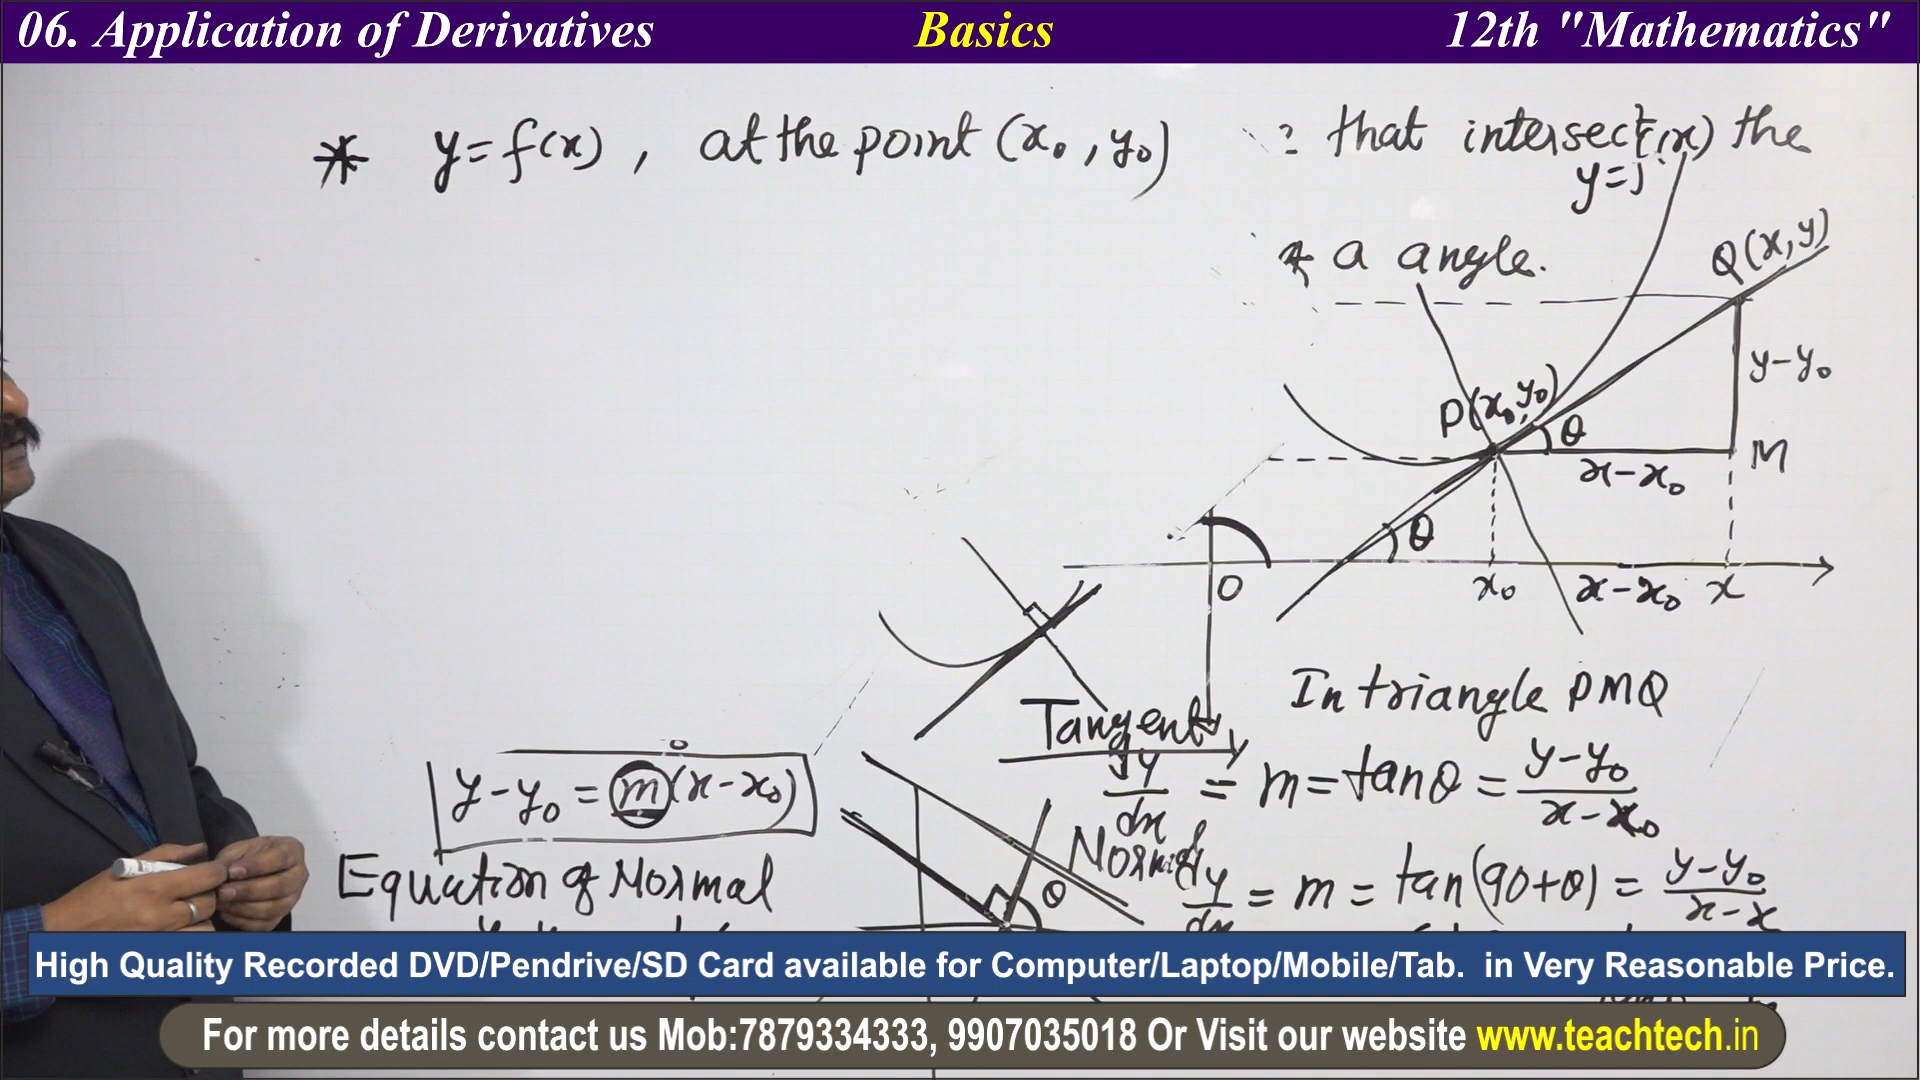 06. Application of Derivatives Basics 12th "Mathematics"
* y=f(x), at the point (x₀, y₀) that intersect the
y=f(x)
a angle.
Q(x, y)
y-y₀
P(x₀, y₀)
θ
M
x-x₀
θ
O x₀ x-x₀ x
In triangle PMQ
Tangent
dy/dx = m = tanθ = (y-y₀)/(x-x₀)
y-y₀ = m(x-x₀)
Normal
θ
Equation of Normal
dy/dx = m = tan(90+θ) = (y-y₀)/(x-x
High Quality Recorded DVD/Pendrive/SD Card available for Computer/Laptop/Mobile/Tab. in Very Reasonable Price.
For more details contact us Mob:7879334333, 9907035018 Or Visit our website www.teachtech.in